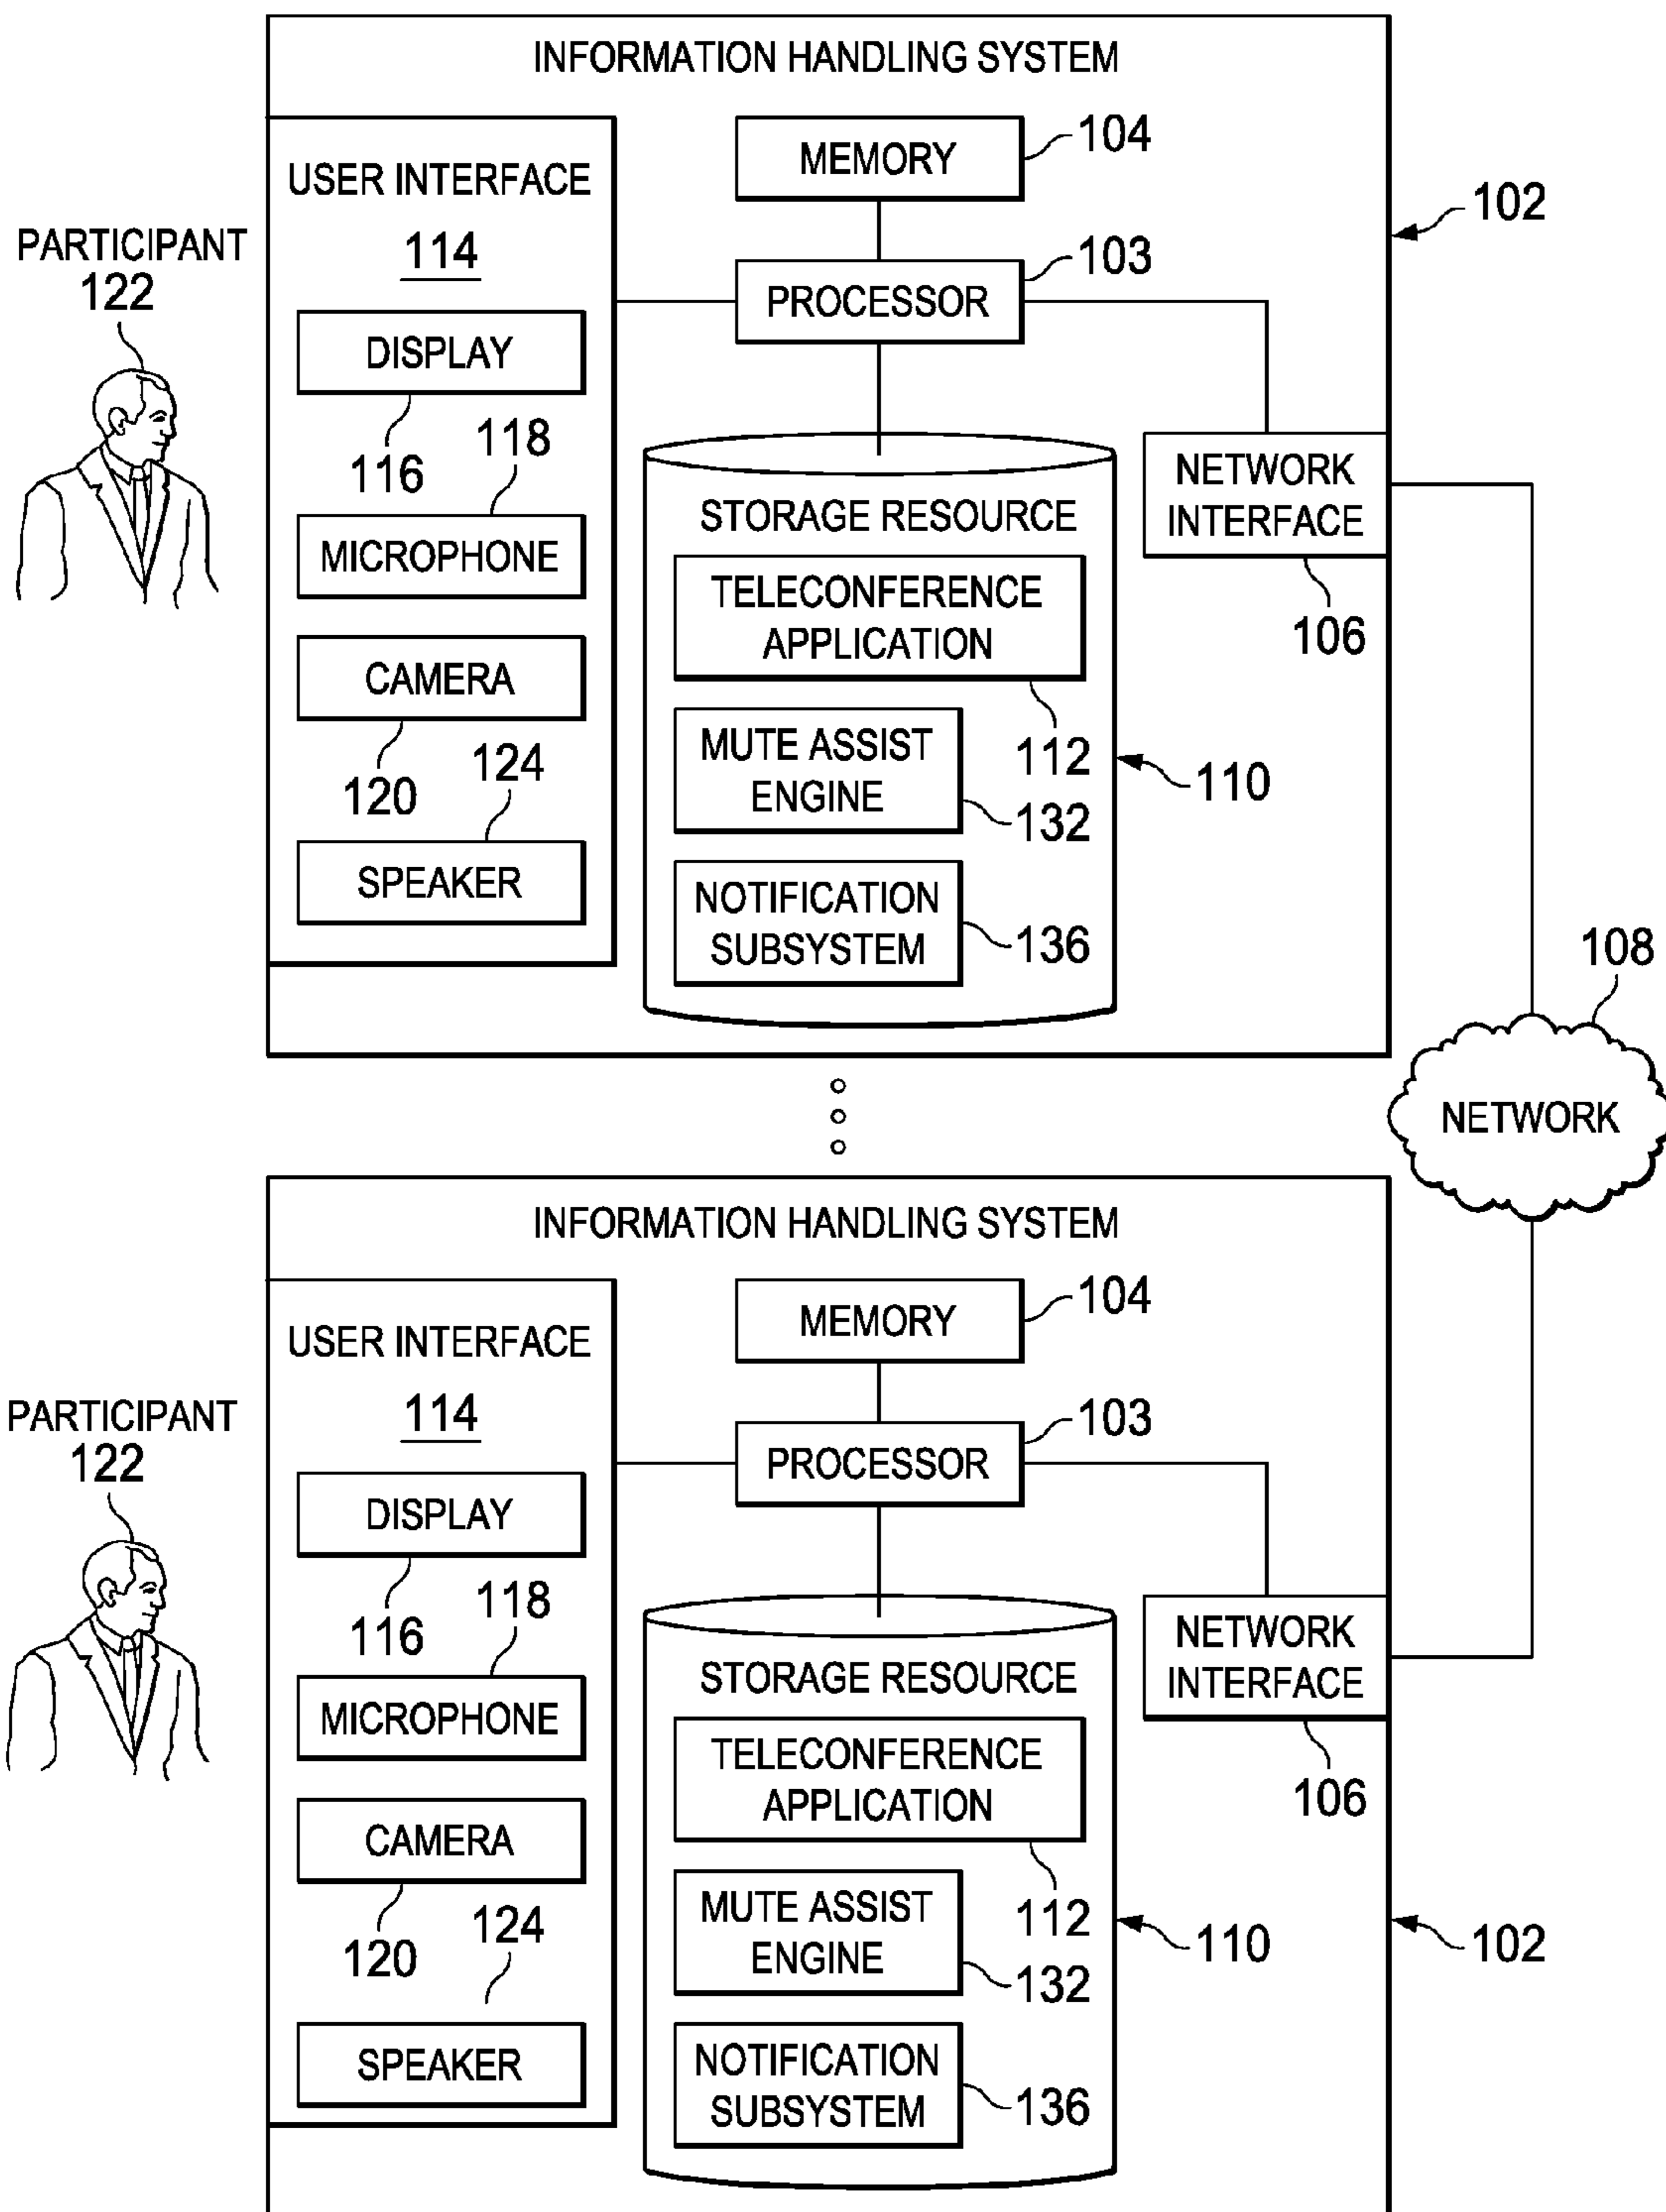 INFORMATION HANDLING SYSTEM
USER INTERFACE
114
DISPLAY
116
118
MICROPHONE
CAMERA
120
124
SPEAKER
PARTICIPANT
122
MEMORY
104
PROCESSOR
103
102
STORAGE RESOURCE
TELECONFERENCE
APPLICATION
112
MUTE ASSIST
ENGINE
132
110
NOTIFICATION
SUBSYSTEM
136
NETWORK
INTERFACE
106
108
NETWORK
INFORMATION HANDLING SYSTEM
USER INTERFACE
114
DISPLAY
116
118
MICROPHONE
CAMERA
120
124
SPEAKER
PARTICIPANT
122
MEMORY
104
PROCESSOR
103
STORAGE RESOURCE
TELECONFERENCE
APPLICATION
112
MUTE ASSIST
ENGINE
132
110
102
NOTIFICATION
SUBSYSTEM
136
NETWORK
INTERFACE
106